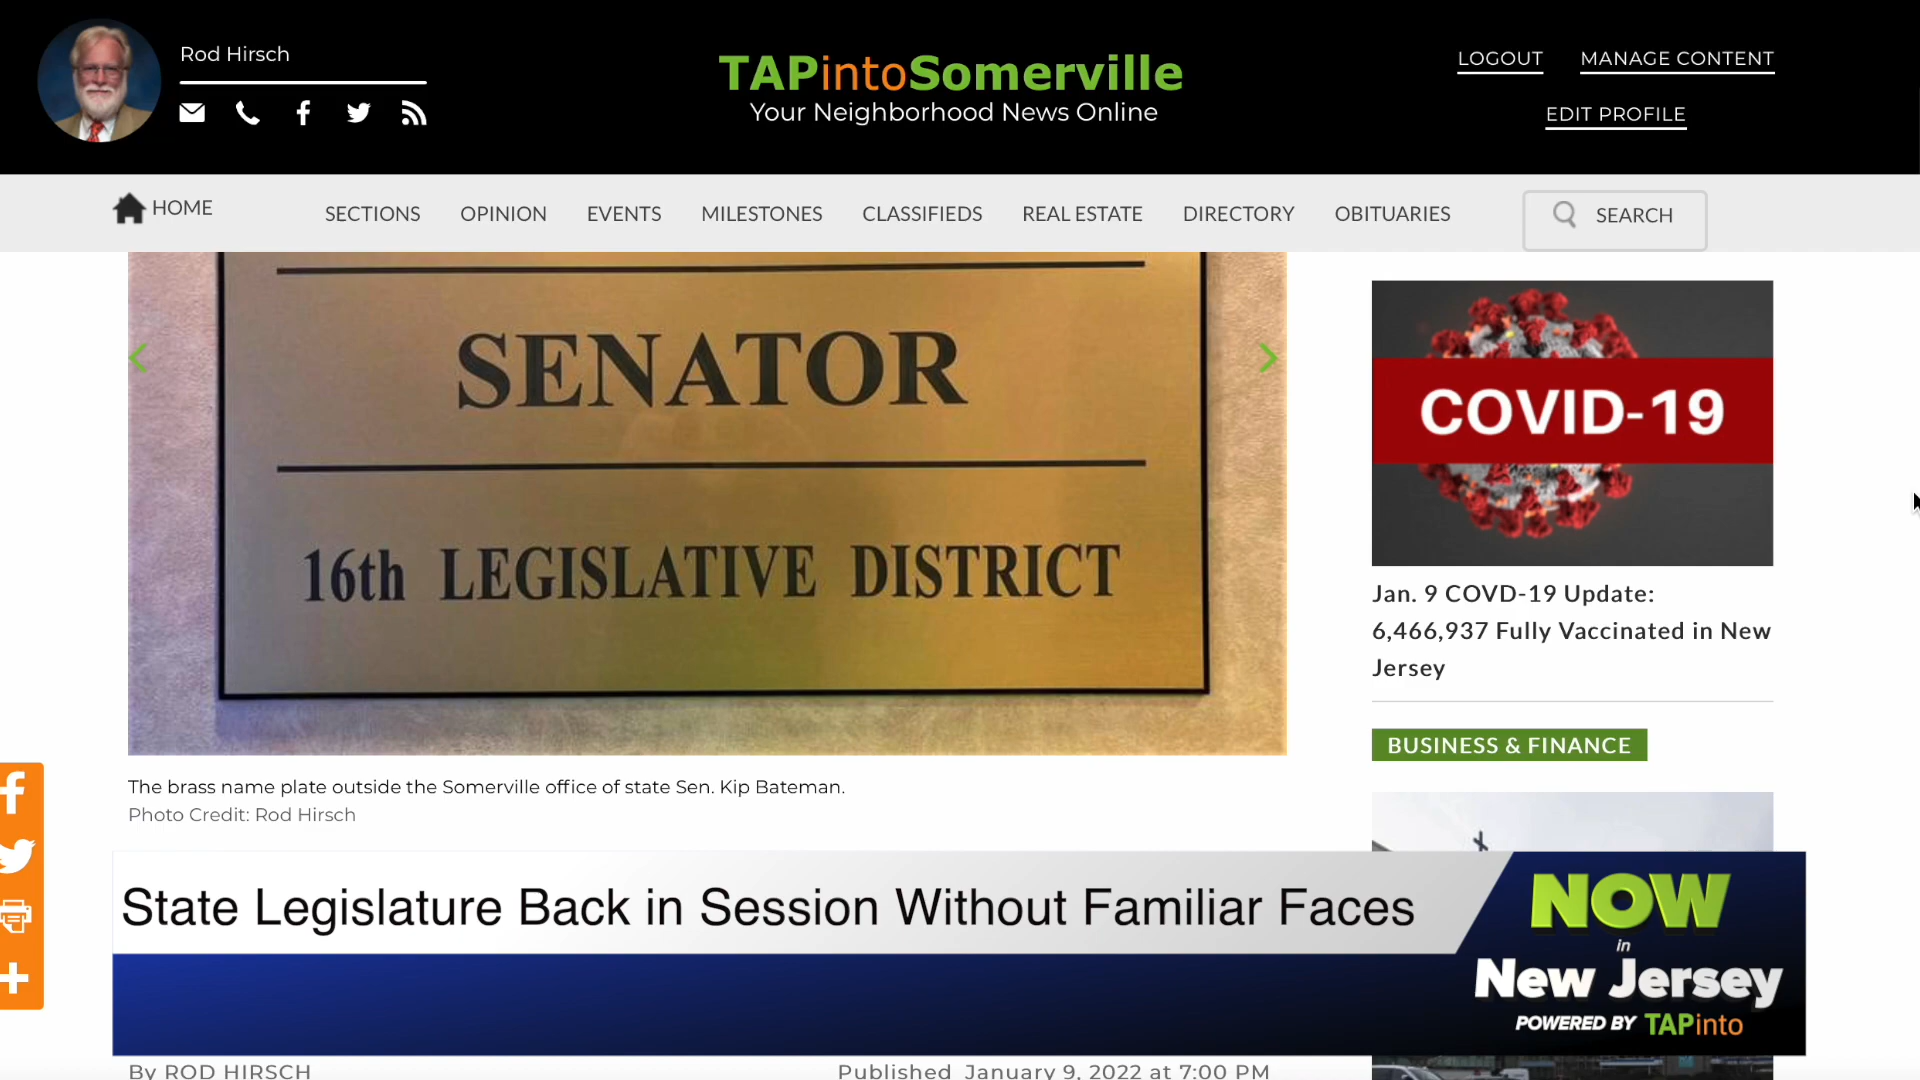 Rod Hirsch
TAPintoSomerville
Your Neighborhood News Online
LOGOUT MANAGE CONTENT
EDIT PROFILE
HOME SECTIONS OPINION EVENTS MILESTONES CLASSIFIEDS REAL ESTATE DIRECTORY OBITUARIES SEARCH
SENATOR
16th LEGISLATIVE DISTRICT
COVID-19
Jan. 9 COVD-19 Update:
6,466,937 Fully Vaccinated in New
Jersey
BUSINESS & FINANCE
The brass name plate outside the Somerville office of state Sen. Kip Bateman.
Photo Credit: Rod Hirsch
State Legislature Back in Session Without Familiar Faces
NOW
in
New Jersey
POWERED BY TAPinto
By ROD HIRSCH
Published January 9, 2022 at 7:00 PM